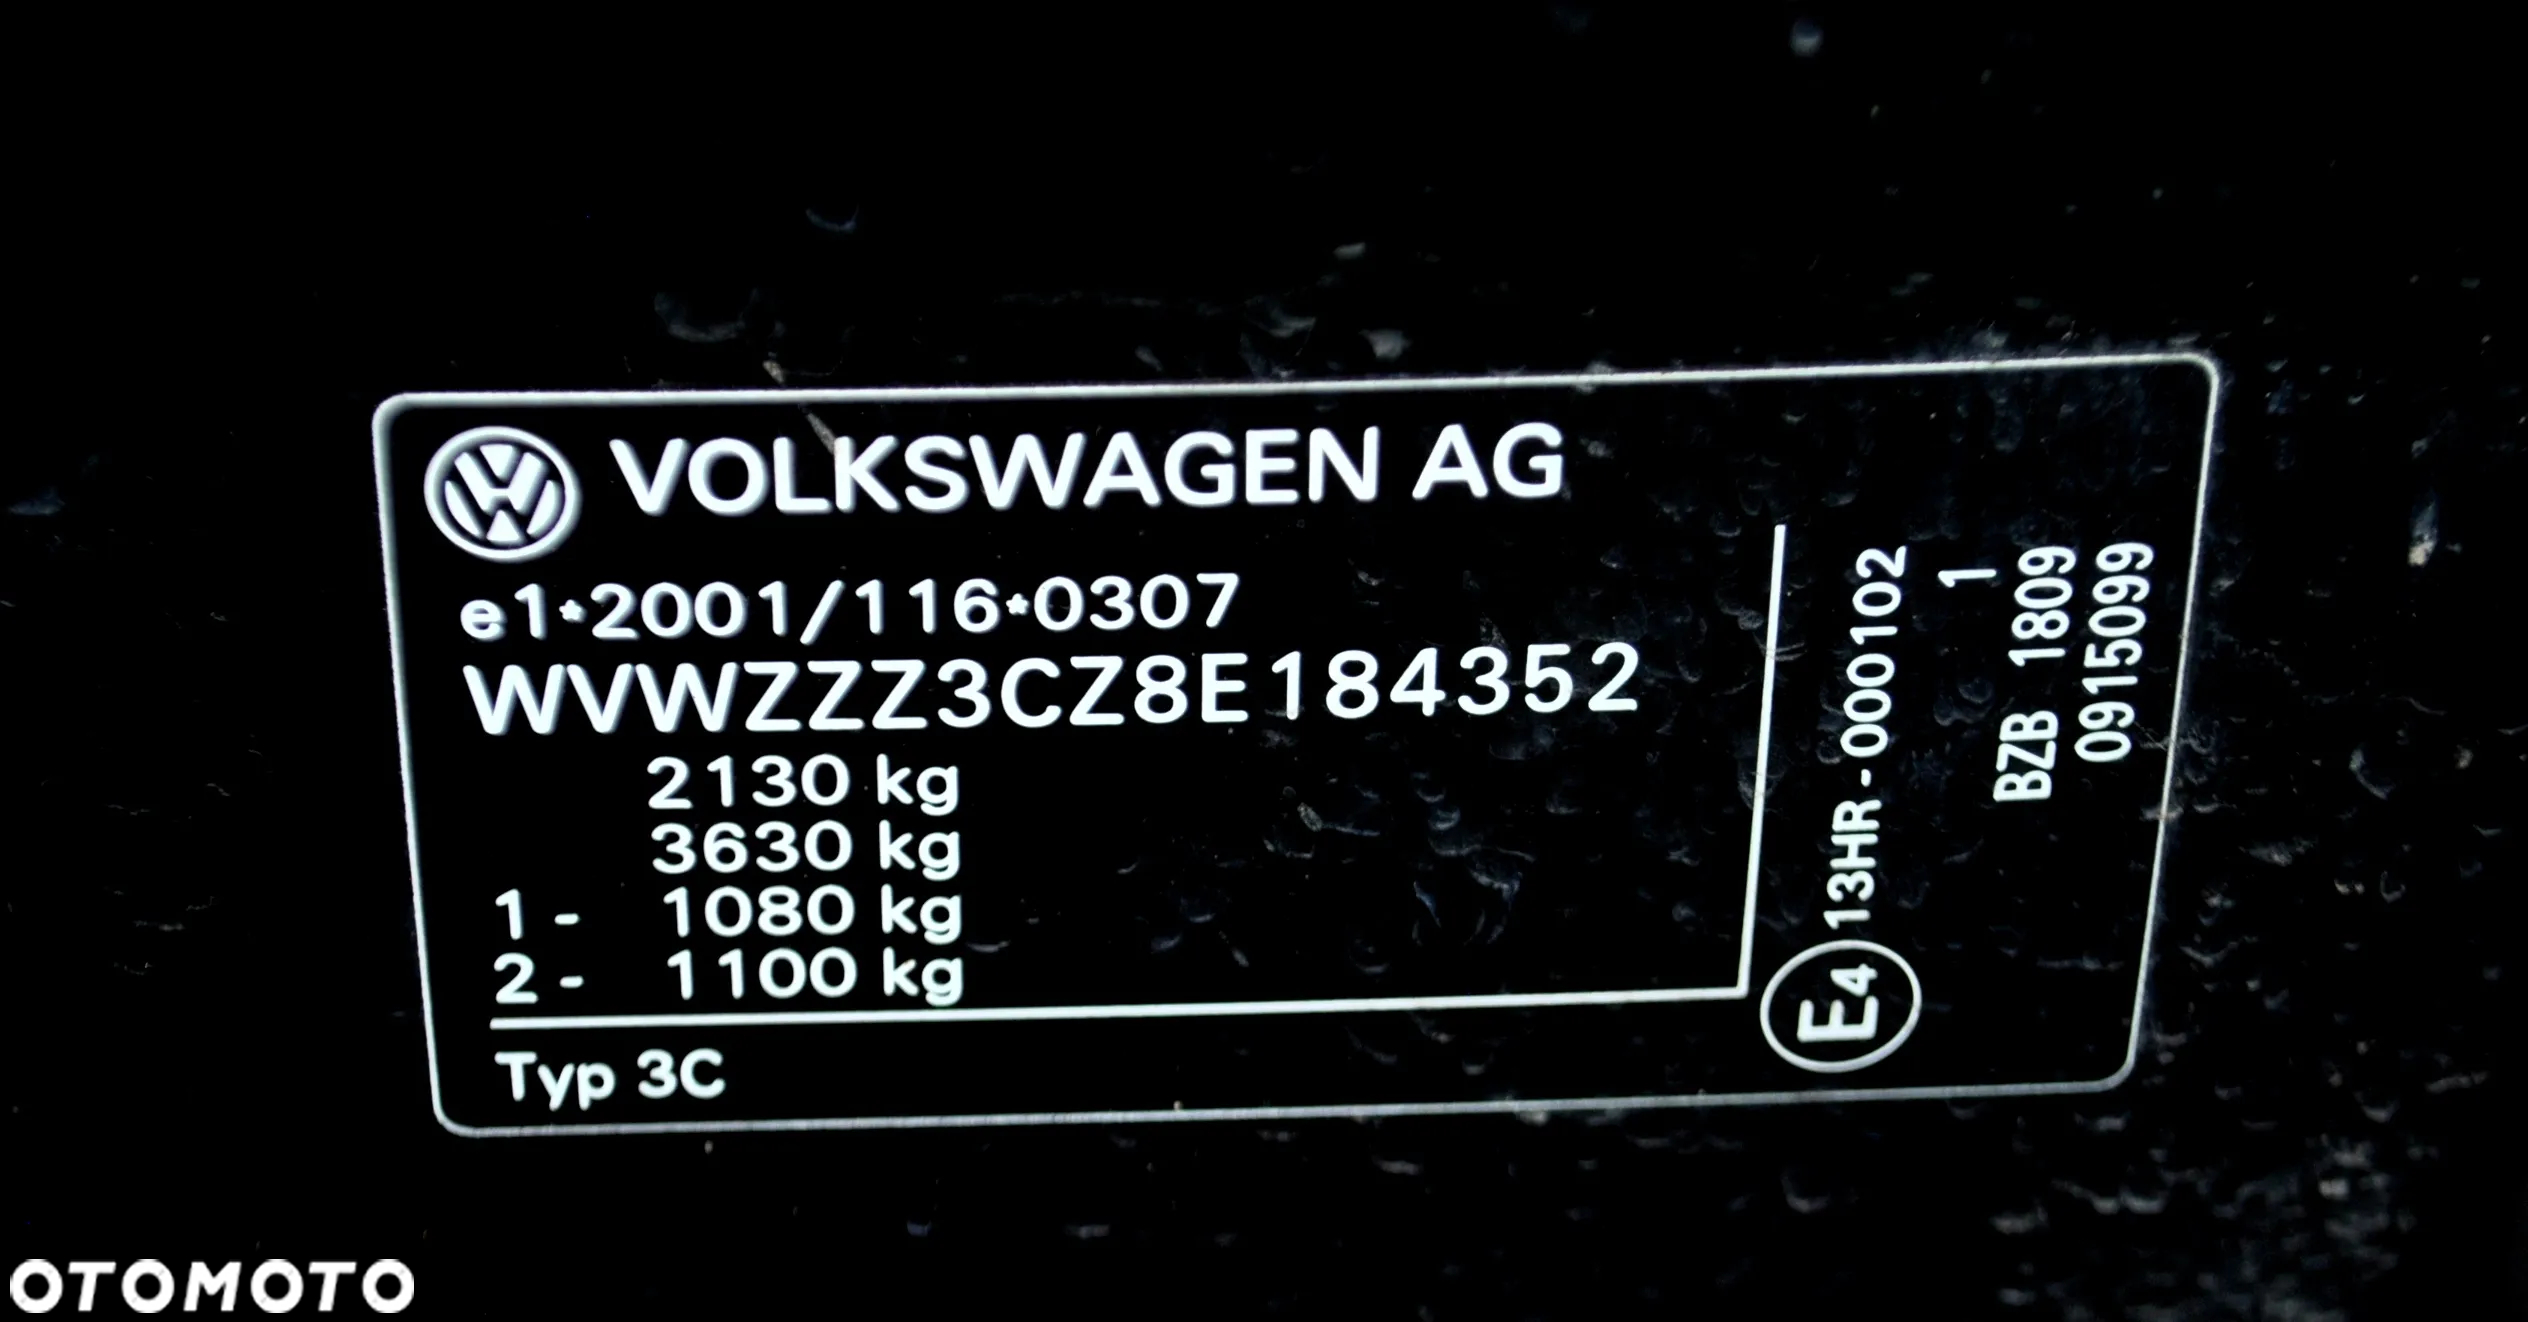 VOLKSWAGEN AG
e1*2001/116*0307
WVWZZZ3CZ8E184352
2130 kg
3630 kg
1 - 1080 kg
2 - 1100 kg
Typ 3C
E4 13HR-000102
1
BZB 1809
0915099
OTOMOTO